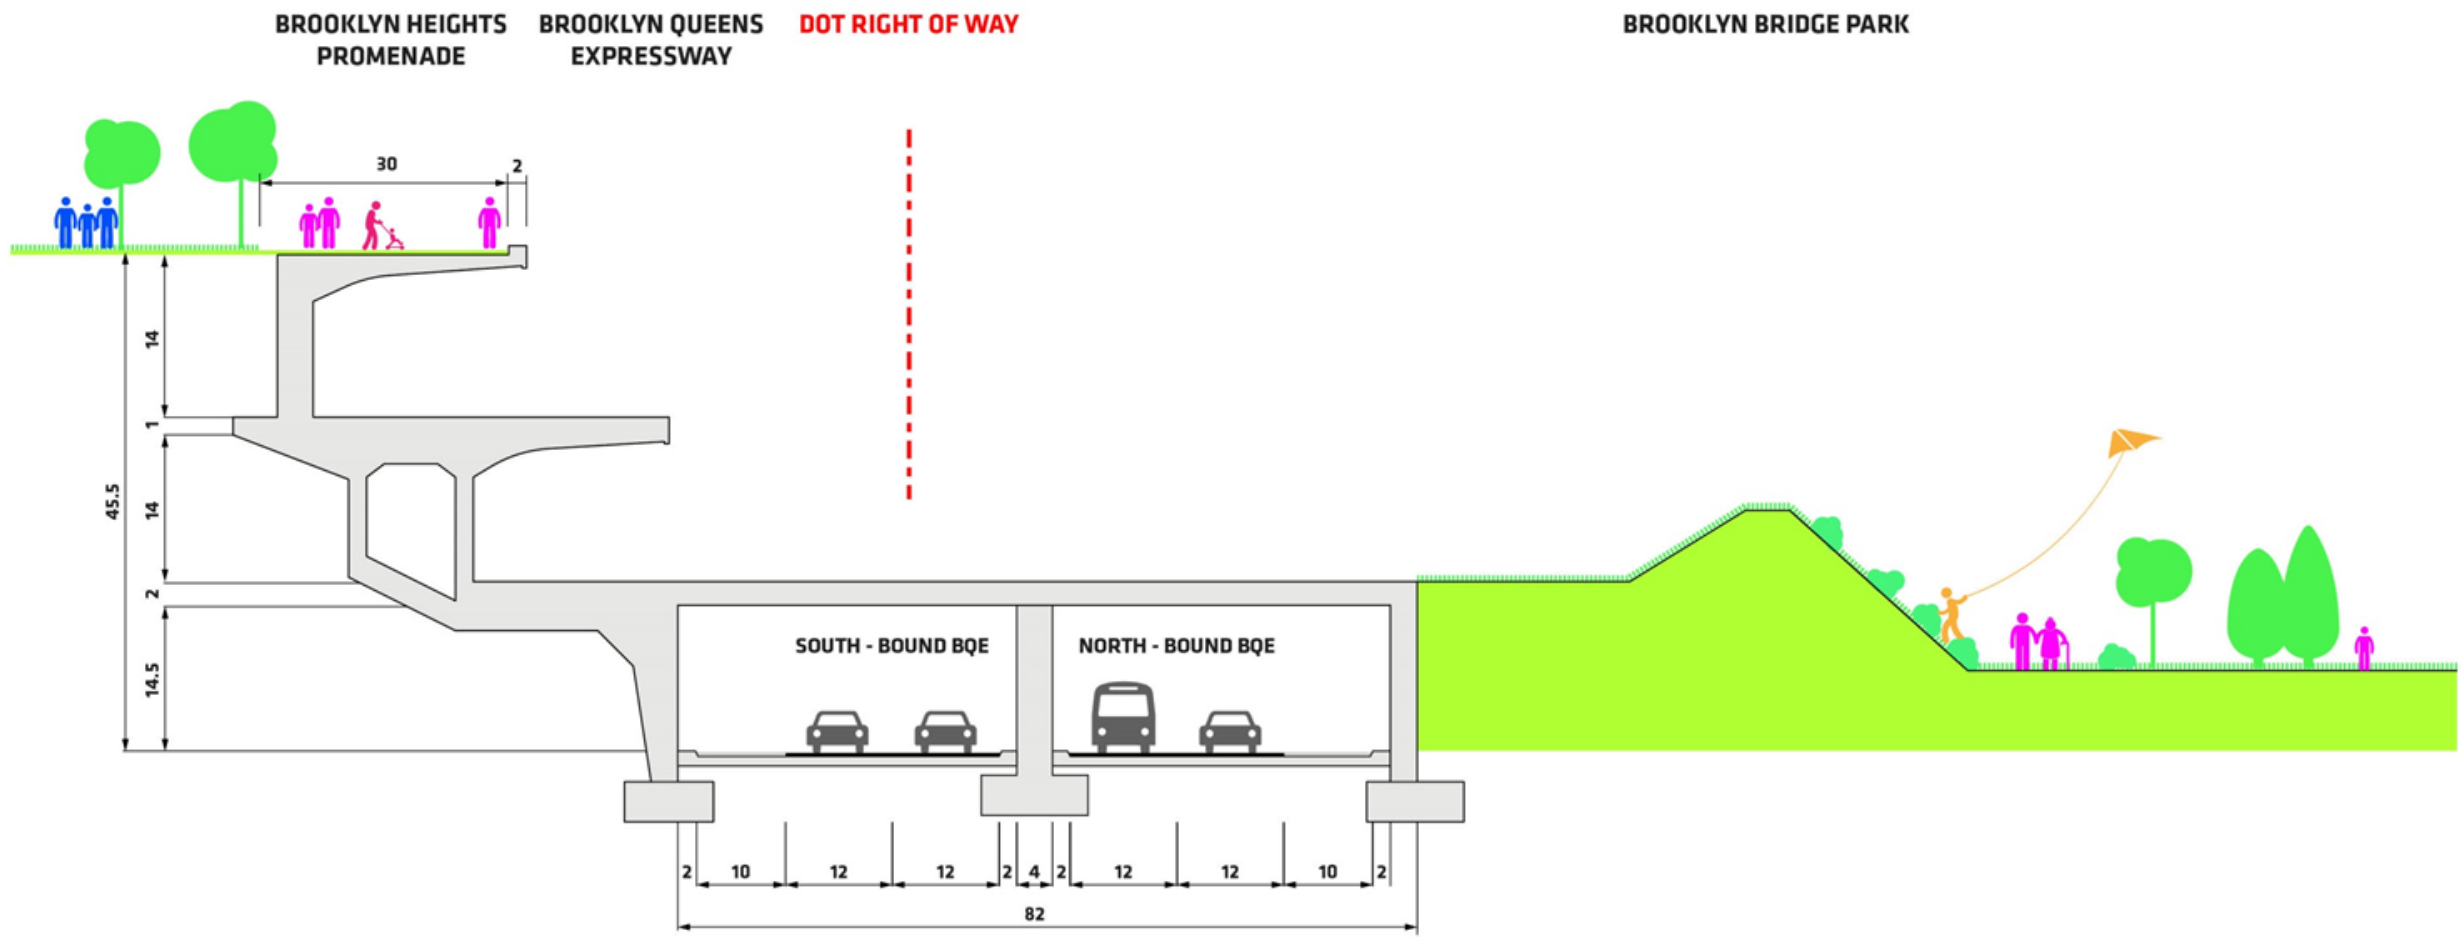 BROOKLYN HEIGHTS
PROMENADE
BROOKLYN QUEENS
EXPRESSWAY
DOT RIGHT OF WAY
BROOKLYN BRIDGE PARK
30
2
14
1
45.5
14
2
14.5
SOUTH - BOUND BQE
NORTH - BOUND BQE
2
10
12
12
2
4
2
12
12
10
2
82